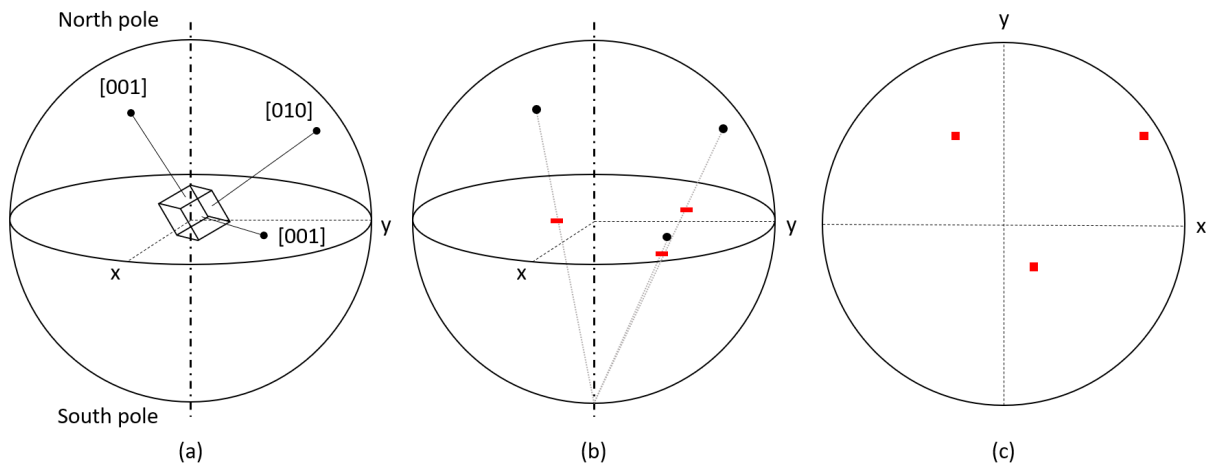 North pole
[001]
[010]
[001]
y
x
South pole
(a)
y
x
(b)
y
x
(c)